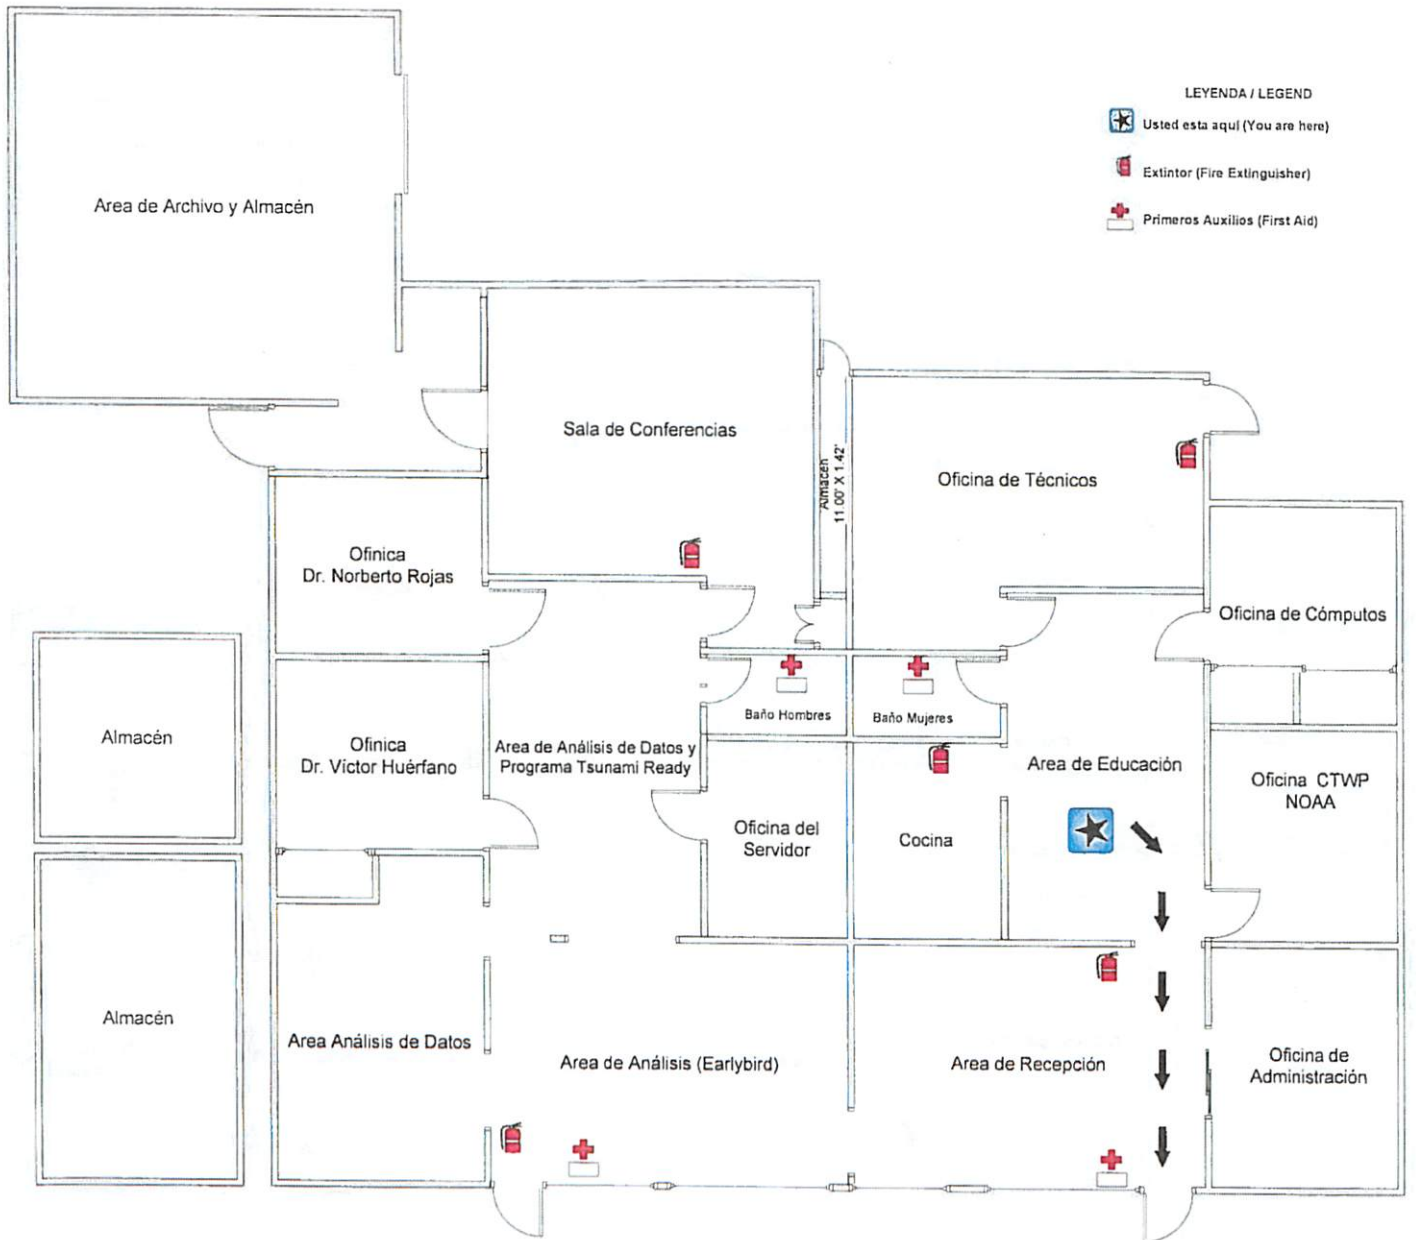 LEYENDA / LEGEND
Usted esta aquí (You are here)
Extintor (Fire Extinguisher)
Primeros Auxilios (First Aid)
Area de Archivo y Almacén
Sala de Conferencias
Almacén
11.00' X 1.42'
Oficina de Técnicos
Ofinica
Dr. Norberto Rojas
Oficina de Cómputos
Baño Hombres
Baño Mujeres
Almacén
Ofinica
Dr. Víctor Huérfano
Area de Análisis de Datos y
Programa Tsunami Ready
Area de Educación
Oficina CTWP
NOAA
Oficina del
Servidor
Cocina
Almacén
Area Análisis de Datos
Area de Análisis (Earlybird)
Area de Recepción
Oficina de
Administración